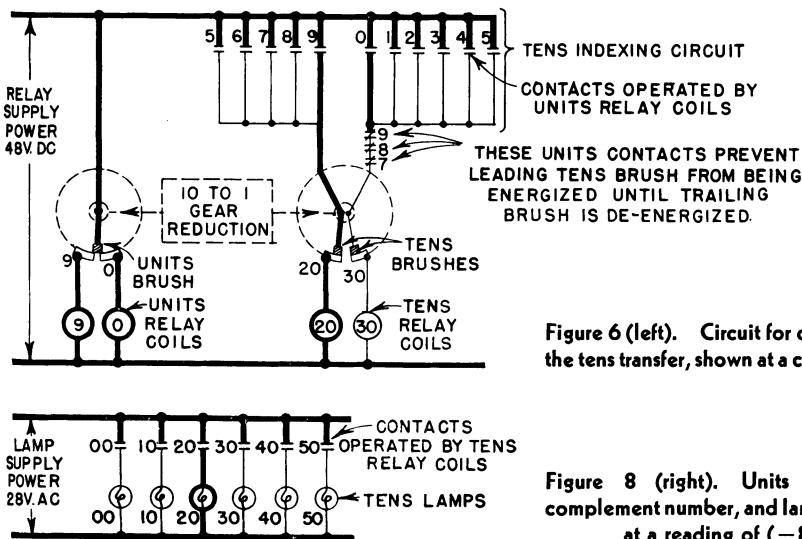 5 6 7 8 9 0 1 2 3 4 5
TENS INDEXING CIRCUIT
CONTACTS OPERATED BY
UNITS RELAY COILS
RELAY
SUPPLY
POWER
48V. DC
9
8
7
THESE UNITS CONTACTS PREVENT
LEADING TENS BRUSH FROM BEING
ENERGIZED UNTIL TRAILING
BRUSH IS DE-ENERGIZED.
10 TO 1
GEAR
REDUCTION
9 0
UNITS
BRUSH
20 30
TENS
BRUSHES
UNITS
RELAY
COILS
9 0
TENS
RELAY
COILS
20 30
Figure 6 (left). Circuit for
the tens transfer, shown at a
LAMP
SUPPLY
POWER
28V. AC
00 10 20 30 40 50
CONTACTS
OPERATED BY TENS
RELAY COILS
TENS LAMPS
00 10 20 30 40 50
Figure 8 (right). Units
complement number, and
at a reading of